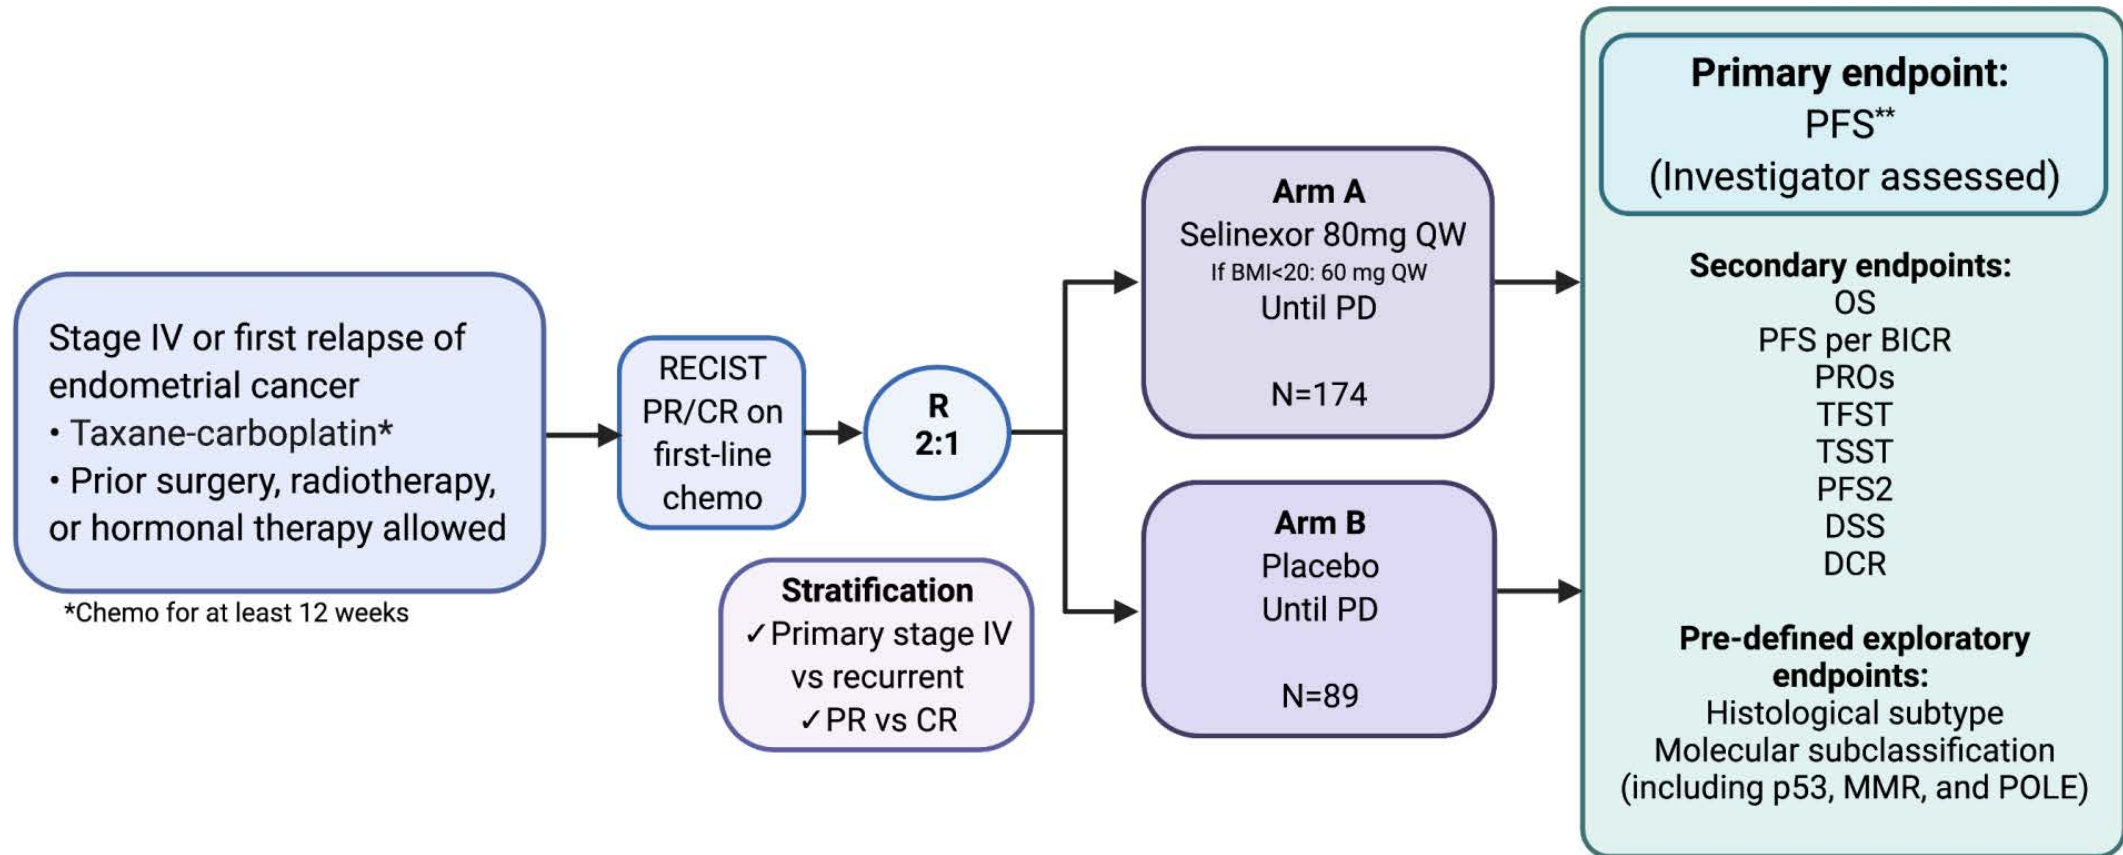 Stage IV or first relapse of
endometrial cancer
• Taxane-carboplatin*
• Prior surgery, radiotherapy,
or hormonal therapy allowed
*Chemo for at least 12 weeks
RECIST
PR/CR on
first-line
chemo
R
2:1
Stratification
✓Primary stage IV
vs recurrent
✓PR vs CR
Arm A
Selinexor 80mg QW
If BMI<20: 60 mg QW
Until PD
N=174
Arm B
Placebo
Until PD
N=89
Primary endpoint:
PFS**
(Investigator assessed)
Secondary endpoints:
OS
PFS per BICR
PROs
TFST
TSST
PFS2
DSS
DCR
Pre-defined exploratory
endpoints:
Histological subtype
Molecular subclassification
(including p53, MMR, and POLE)